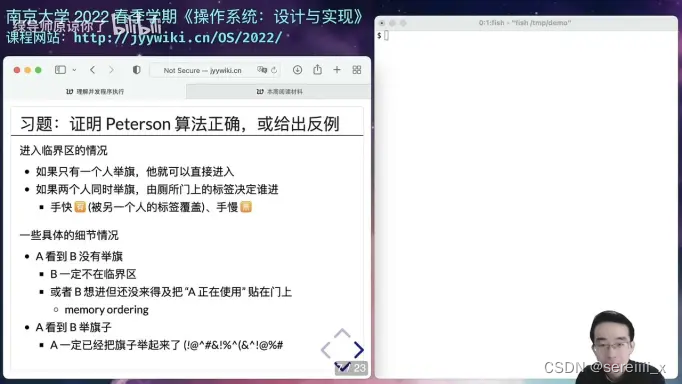 南京大学 2022 春季学期《操作系统：设计与实现》
绿导师原谅你了 bilibili
课程网站：http://jyywiki.cn/OS/2022/
0:1:fish - "fish /tmp/demo"
$
Not Secure — jyywiki.cn
理解并发程序执行
本周阅读材料
习题：证明 Peterson 算法正确，或给出反例
进入临界区的情况
如果只有一个人举旗，他就可以直接进入
如果两个人同时举旗，由厕所门上的标签决定谁进
手快 (被另一个人的标签覆盖)、手慢
一些具体的细节情况
A 看到 B 没有举旗
B 一定不在临界区
或者 B 想进但还没来得及把 “A 正在使用” 贴在门上
memory ordering
A 看到 B 举旗子
A 一定已经把旗子举起来了 (!@^#&!%^(&^!@%#
23
CSDN @sereiiii_x